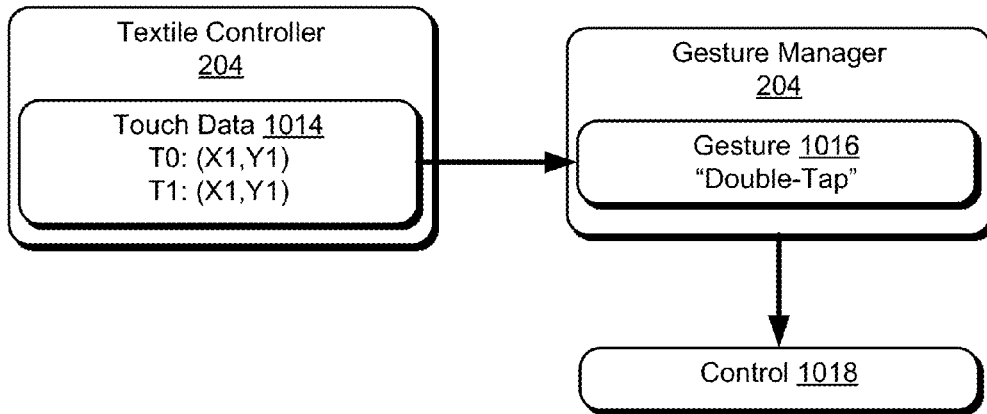 Textile Controller
204
Touch Data 1014
T0: (X1,Y1)
T1: (X1,Y1)
Gesture Manager
204
Gesture 1016
“Double-Tap”
Control 1018